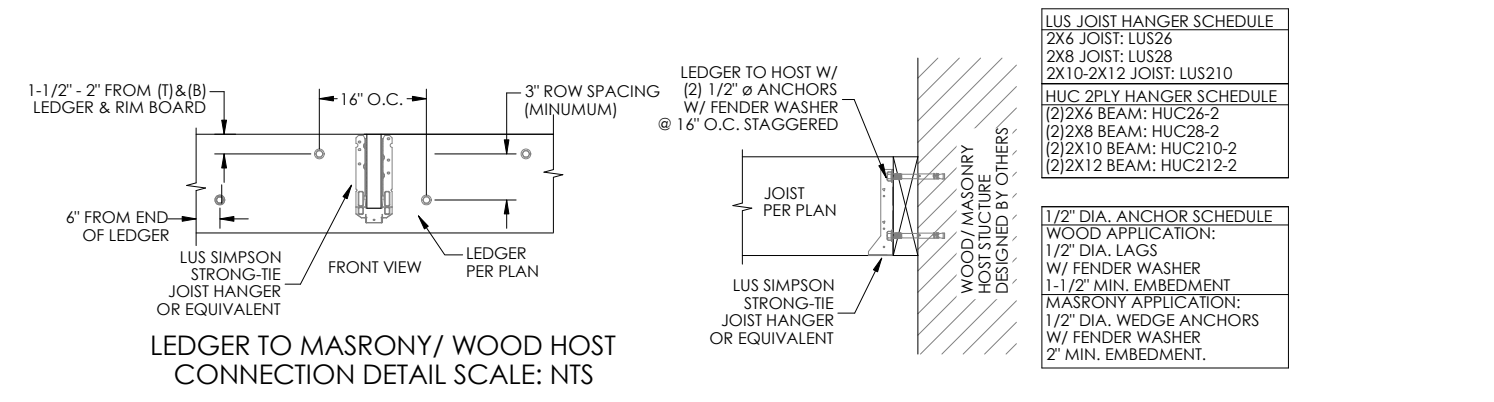 1-1/2" - 2" FROM (T)&(B)
LEDGER & RIM BOARD
16" O.C.
3" ROW SPACING
(MINUMUM)
6" FROM END
OF LEDGER
LUS SIMPSON
STRONG-TIE
JOIST HANGER
OR EQUIVALENT
FRONT VIEW
LEDGER
PER PLAN
LEDGER TO MASRONY/ WOOD HOST
CONNECTION DETAIL SCALE: NTS
LEDGER TO HOST W/
(2) 1/2" ø ANCHORS
W/ FENDER WASHER
@ 16" O.C. STAGGERED
JOIST
PER PLAN
LUS SIMPSON
STRONG-TIE
JOIST HANGER
OR EQUIVALENT
WOOD/ MASONRY
HOST STUCTURE
DESIGNED BY OTHERS
LUS JOIST HANGER SCHEDULE
2X6 JOIST: LUS26
2X8 JOIST: LUS28
2X10-2X12 JOIST: LUS210
HUC 2PLY HANGER SCHEDULE
(2)2X6 BEAM: HUC26-2
(2)2X8 BEAM: HUC28-2
(2)2X10 BEAM: HUC210-2
(2)2X12 BEAM: HUC212-2
1/2" DIA. ANCHOR SCHEDULE
WOOD APPLICATION:
1/2" DIA. LAGS
W/ FENDER WASHER
1-1/2" MIN. EMBEDMENT
MASRONY APPLICATION:
1/2" DIA. WEDGE ANCHORS
W/ FENDER WASHER
2" MIN. EMBEDMENT.